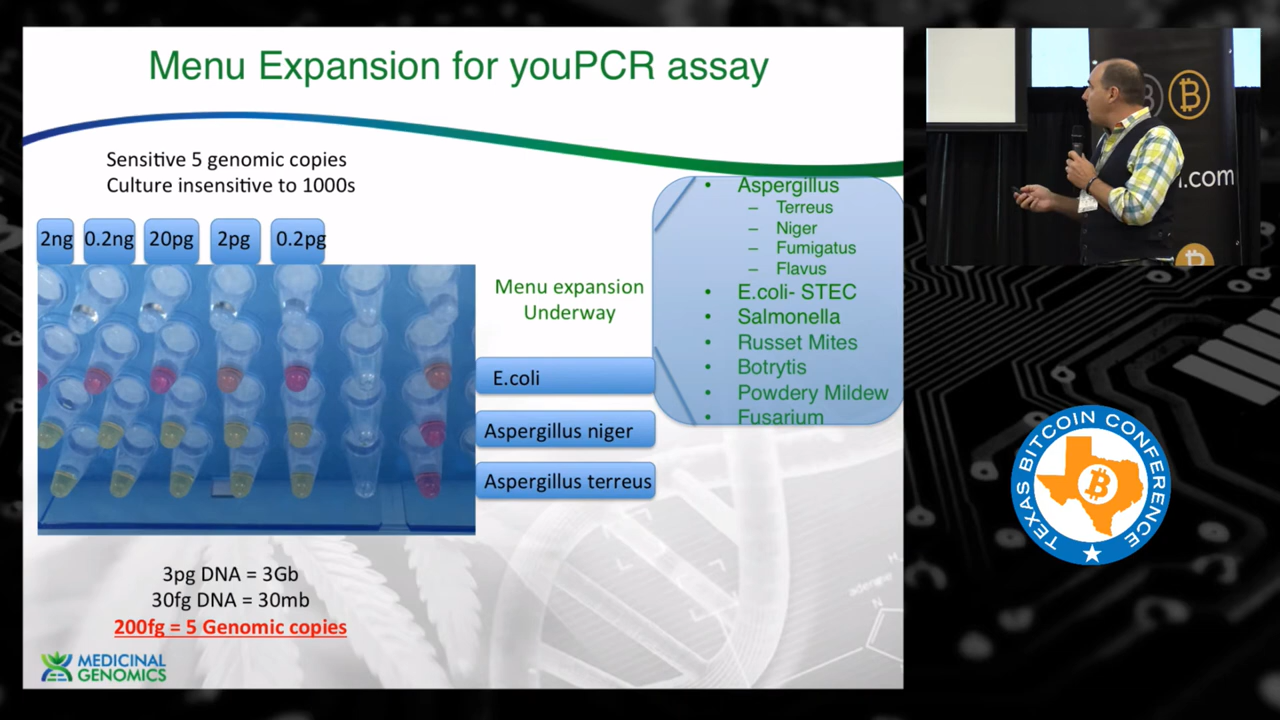 Menu Expansion for youPCR assay
Sensitive 5 genomic copies
Culture insensitive to 1000s
2ng
0.2ng
20pg
2pg
0.2pg
Menu expansion
Underway
E.coli
Aspergillus niger
Aspergillus terreus
• Aspergillus
– Terreus
– Niger
– Fumigatus
– Flavus
• E.coli- STEC
• Salmonella
• Russet Mites
• Botrytis
• Powdery Mildew
• Fusarium
3pg DNA = 3Gb
30fg DNA = 30mb
200fg = 5 Genomic copies
MEDICINAL
GENOMICS
adenine
.com
TEXAS BITCOIN CONFERENCE